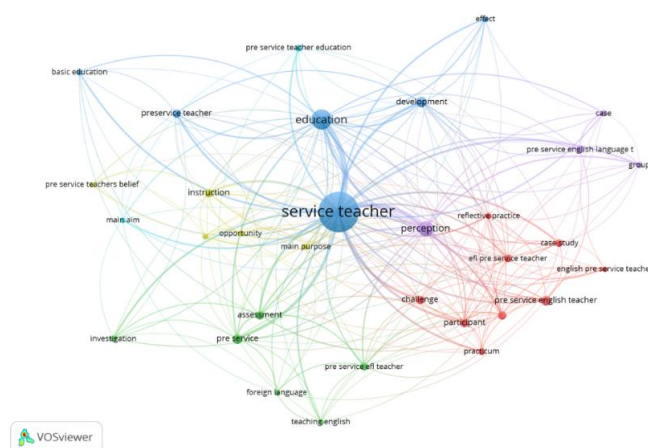 effect
pre service teacher education
basic education
development
preservice teacher
education
case
pre service english language t
group
pre service teachers belief
instruction
service teacher
reflective practice
main aim
perception
opportunity
case study
main purpose
efl pre service teacher
english pre service teache
challenge
pre service english teacher
assessment
participant
investigation
pre service
practicum
pre service efl teacher
foreign language
teaching english
VOSviewer